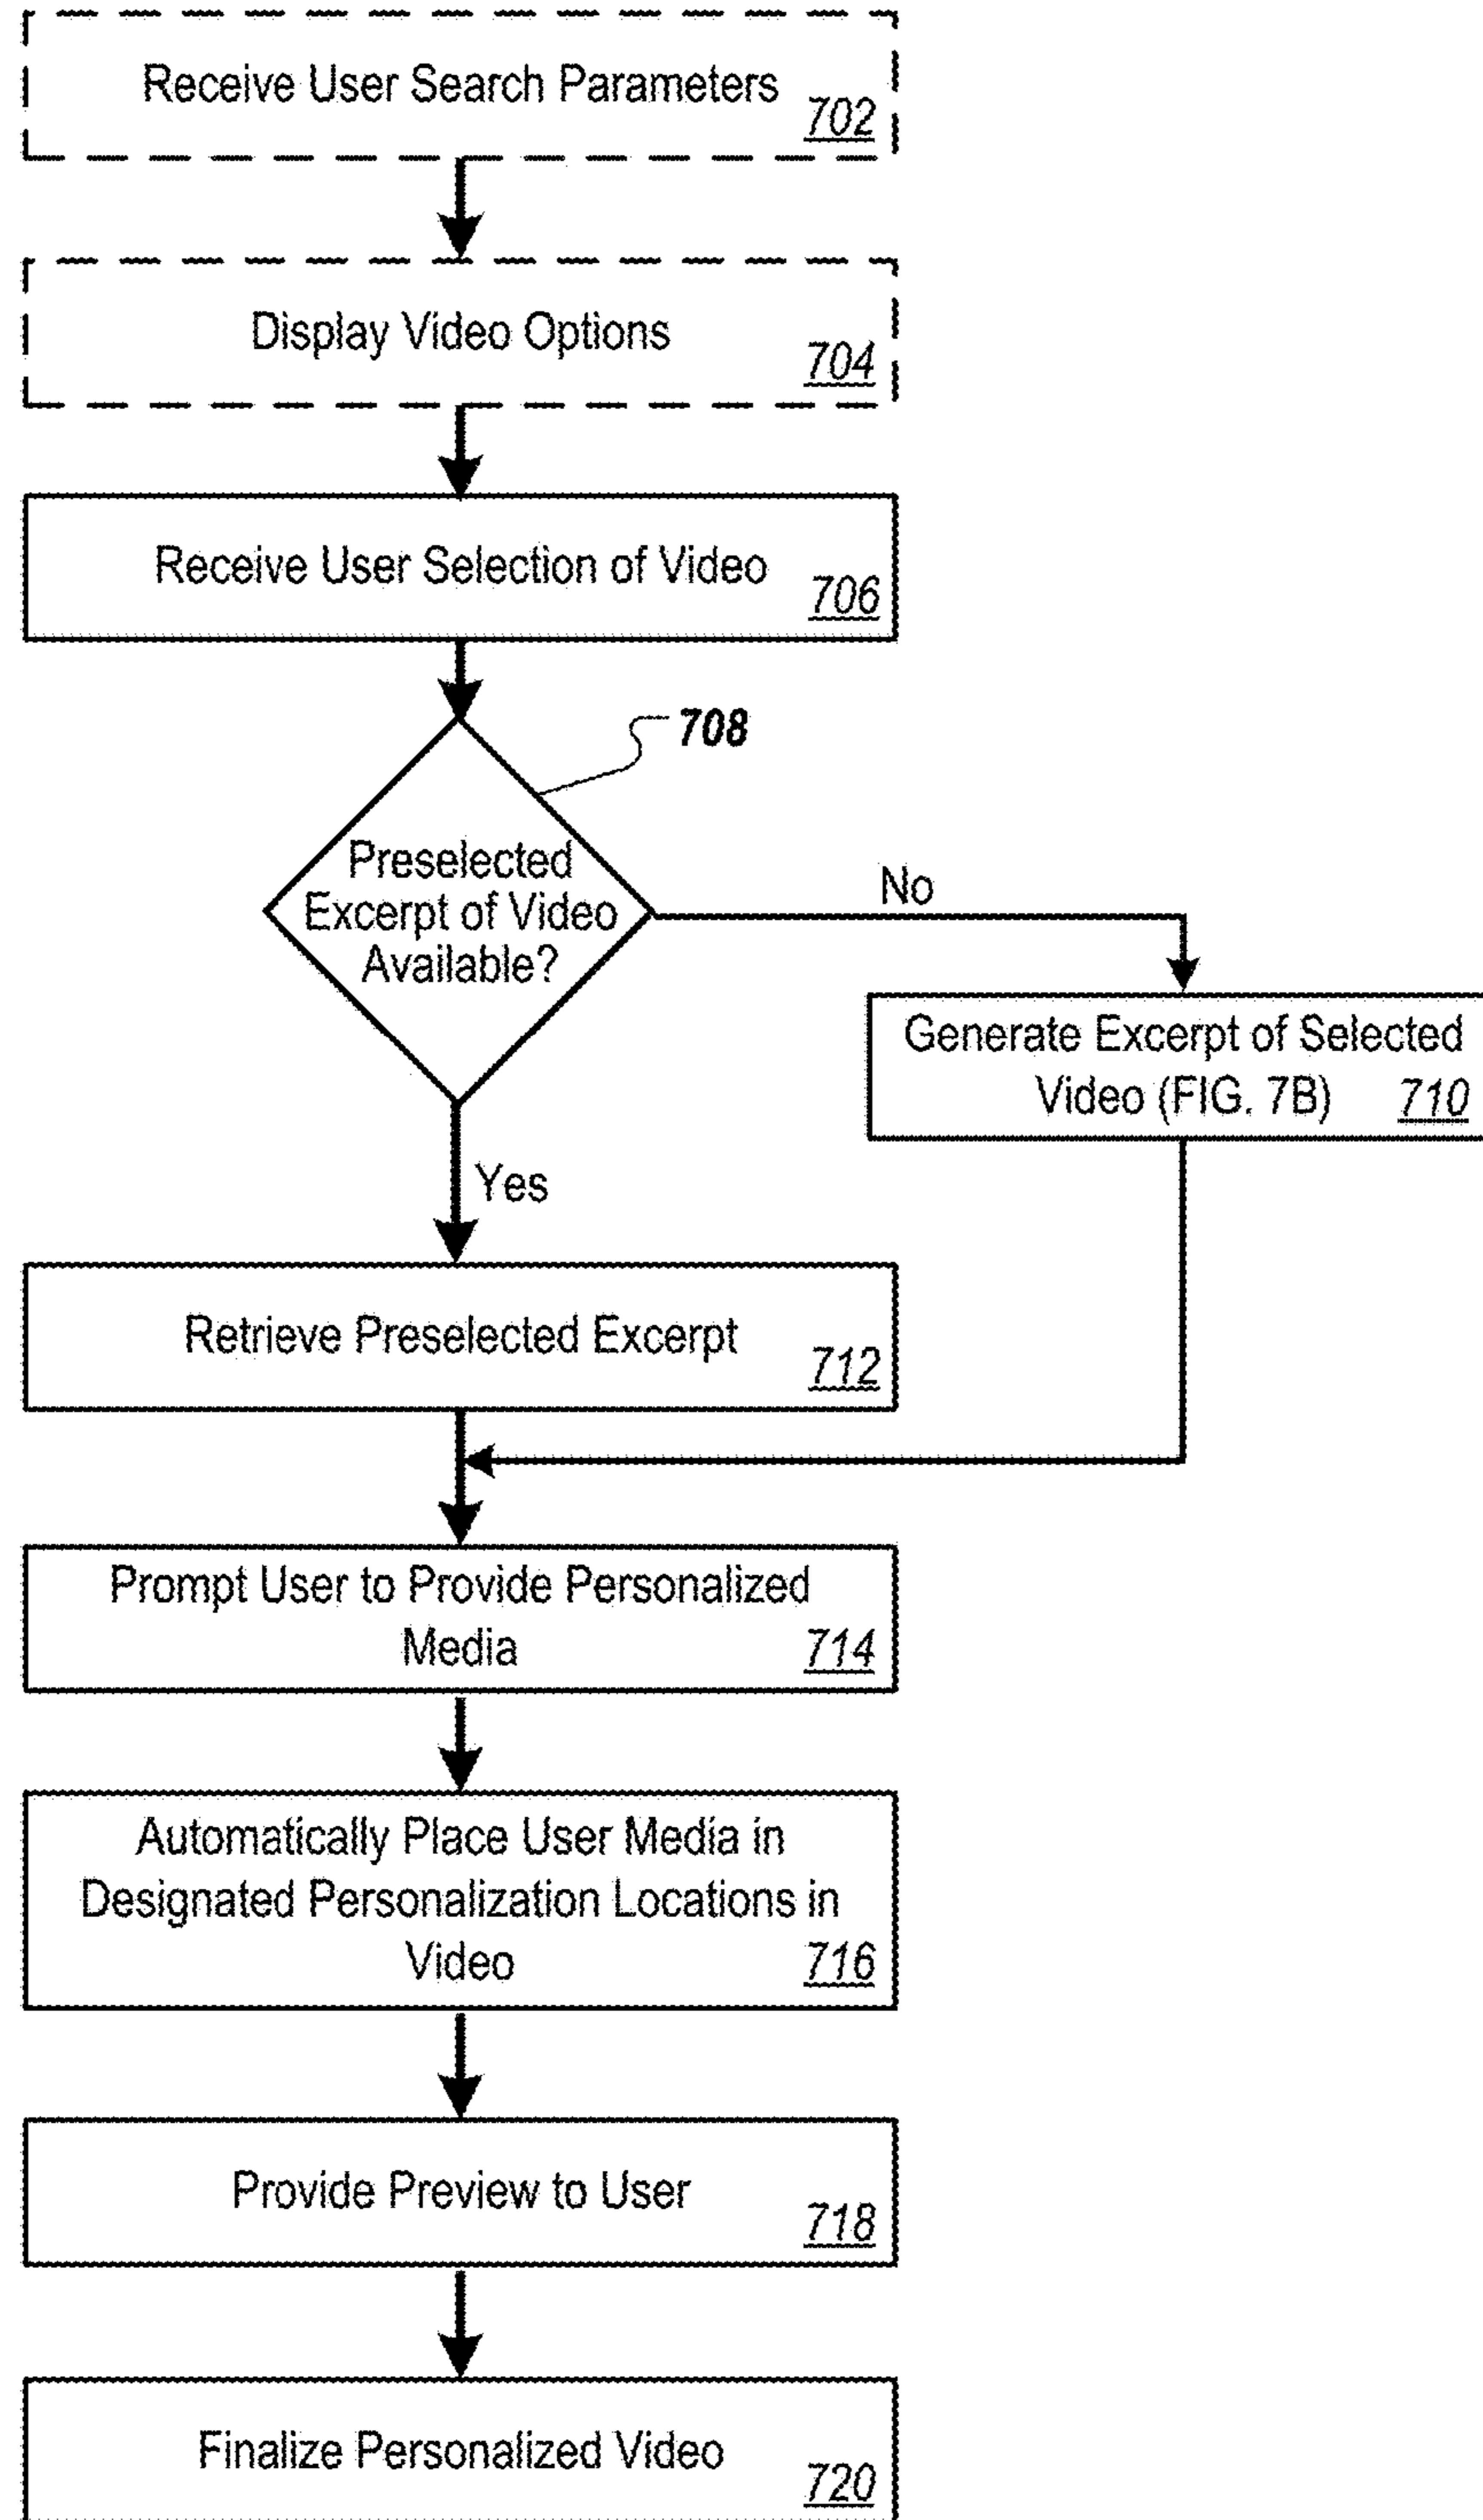 Receive User Search Parameters
702
Display Video Options
704
Receive User Selection of Video
706
708
Preselected
Excerpt of Video
Available?
No
Generate Excerpt of Selected
Video (FIG. 7B) 710
Yes
Retrieve Preselected Excerpt
712
Prompt User to Provide Personalized
Media 714
Automatically Place User Media in
Designated Personalization Locations in
Video 716
Provide Preview to User
718
Finalize Personalized Video
720